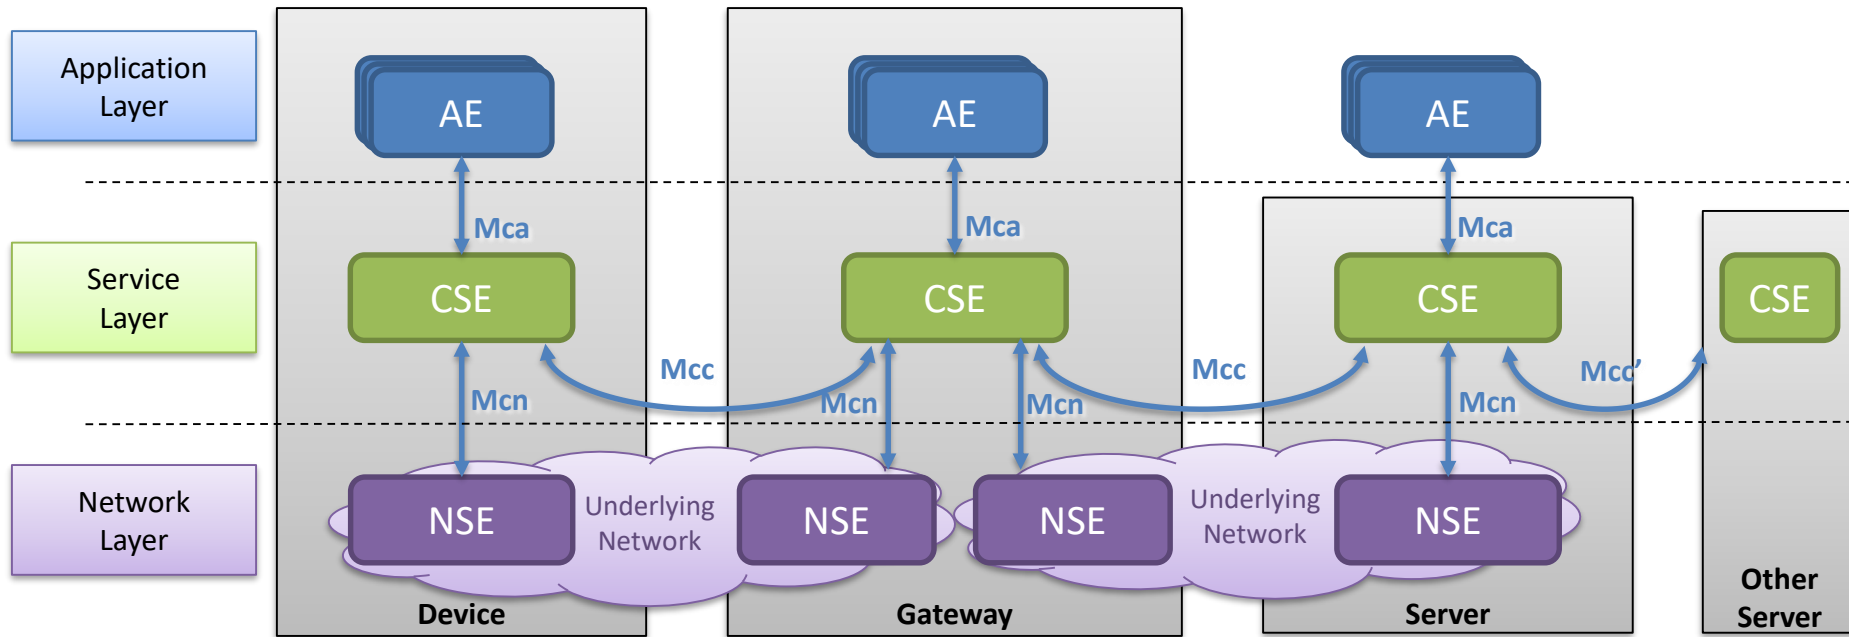 Application
Layer
AE
AE
AE
Mca
Mca
Mca
Service
Layer
CSE
CSE
CSE
CSE
Mcc
Mcc
Mcc’
Mcn
Mcn
Mcn
Mcn
Network
Layer
NSE
Underlying
Network
NSE
NSE
Underlying
Network
NSE
Device
Gateway
Server
Other
Server